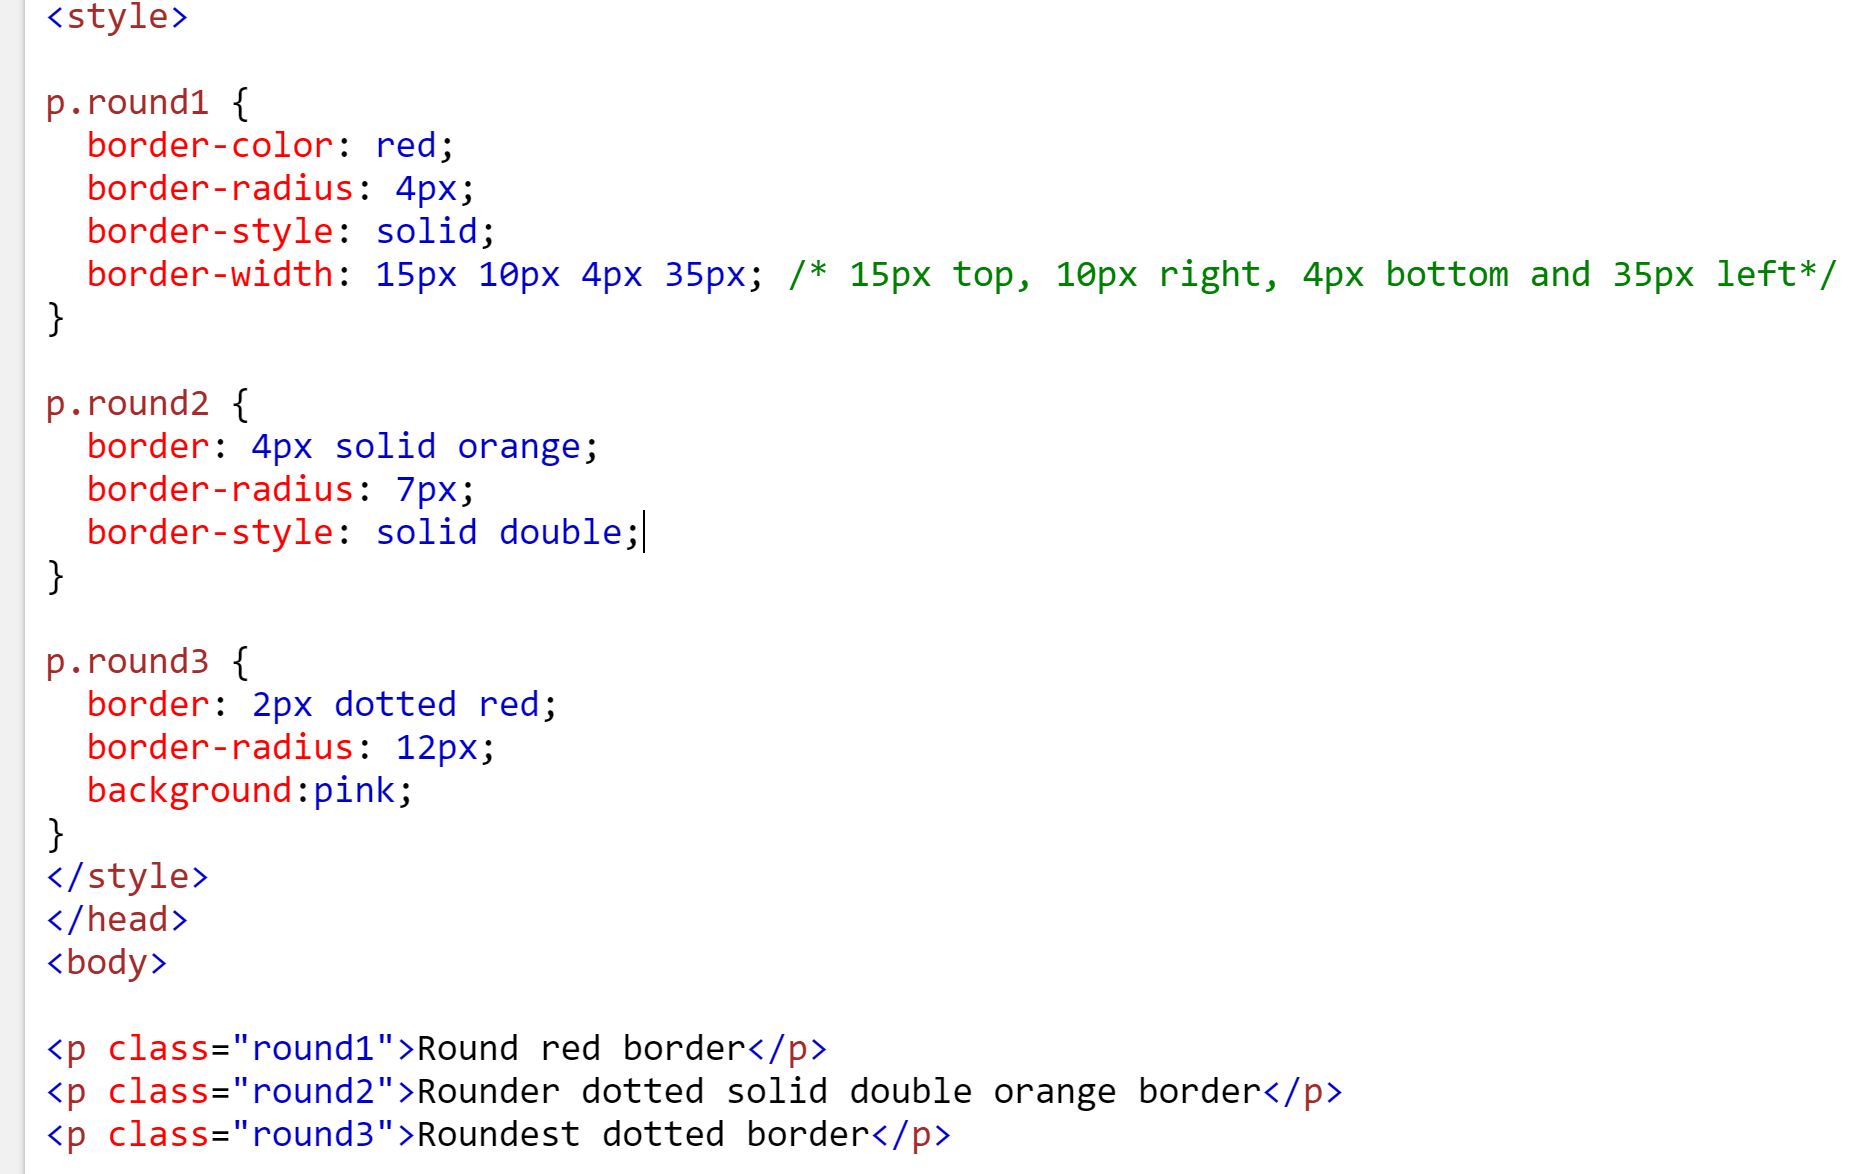 <style>

p.round1 {
  border-color: red;
  border-radius: 4px;
  border-style: solid;
  border-width: 15px 10px 4px 35px; /* 15px top, 10px right, 4px bottom and 35px left*/
}

p.round2 {
  border: 4px solid orange;
  border-radius: 7px;
  border-style: solid double;
}

p.round3 {
  border: 2px dotted red;
  border-radius: 12px;
  background:pink;
}
</style>
</head>
<body>

<p class="round1">Round red border</p>
<p class="round2">Rounder dotted solid double orange border</p>
<p class="round3">Roundest dotted border</p>